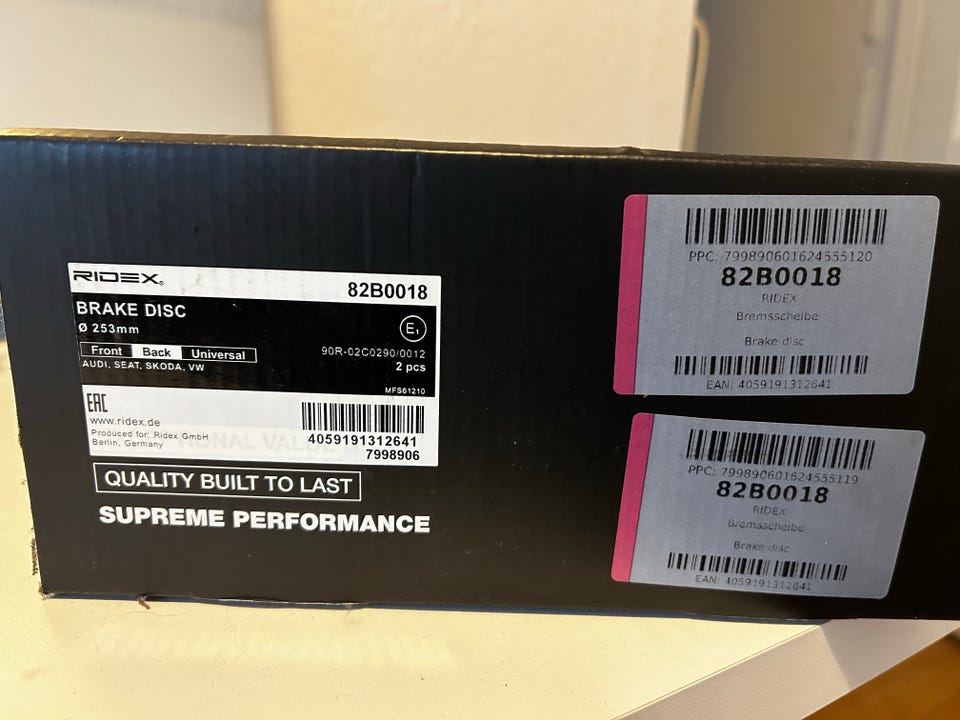 RIDEX®
82B0018
BRAKE DISC
Ø 253mm
E1
Front Back Universal
90R-02C0290/0012
AUDI, SEAT, SKODA, VW
2 pcs
MFS61210
EAC
www.ridex.de
Produced for: Ridex GmbH
Berlin, Germany
4059191312641
7998906
QUALITY BUILT TO LAST
SUPREME PERFORMANCE
PPC: 799890601624555120
82B0018
RIDEX
Bremsscheibe
Brake disc
EAN: 4059191312641
PPC: 799890601624555119
82B0018
RIDEX
Bremsscheibe
Brake disc
EAN: 4059191312641